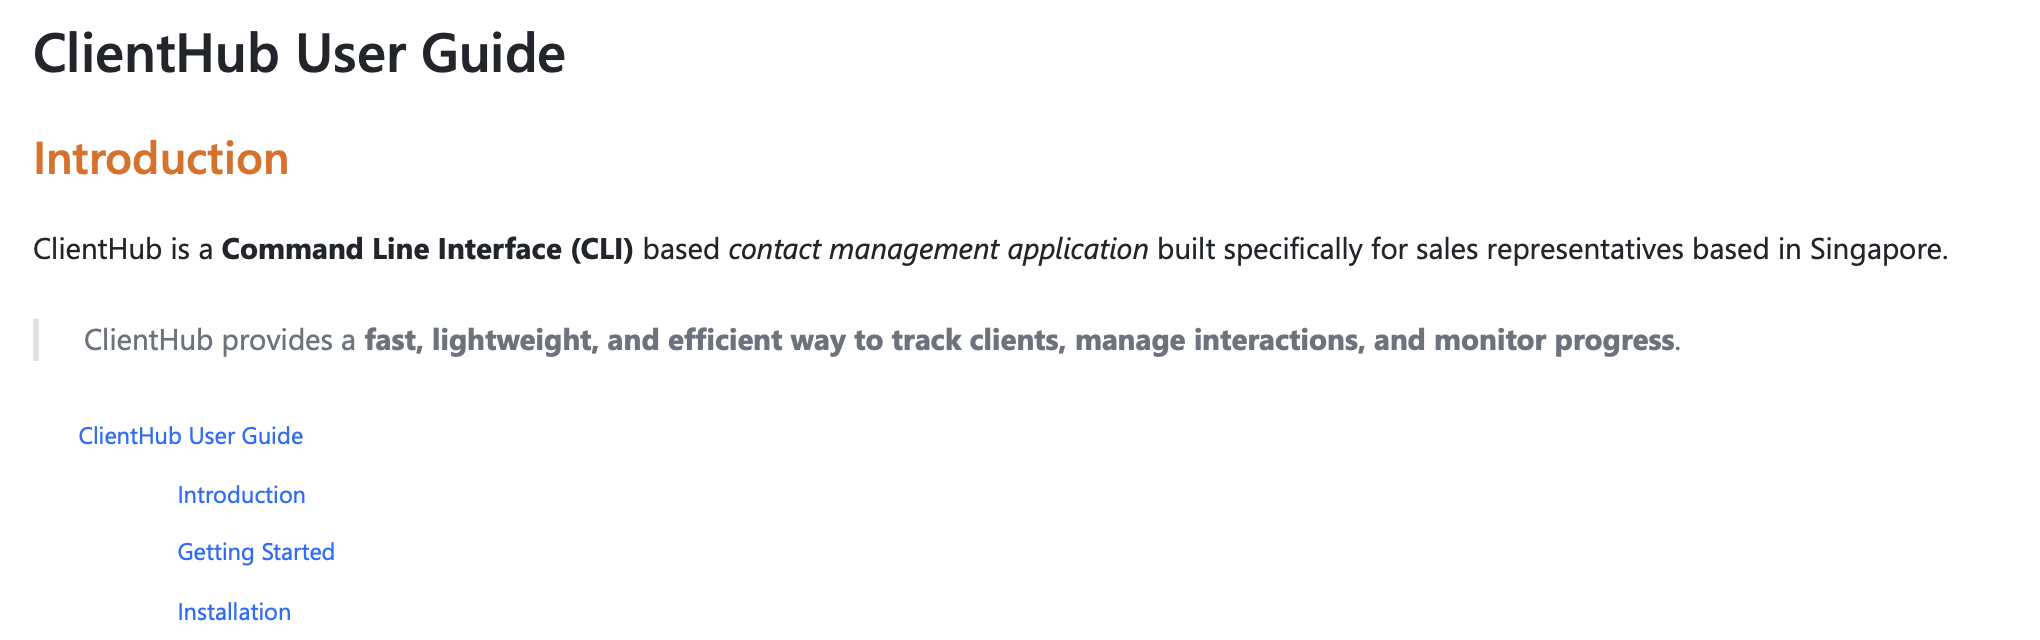 ClientHub User Guide
Introduction
ClientHub is a Command Line Interface (CLI) based contact management application built specifically for sales representatives based in Singapore.
ClientHub provides a fast, lightweight, and efficient way to track clients, manage interactions, and monitor progress.
ClientHub User Guide
Introduction
Getting Started
Installation